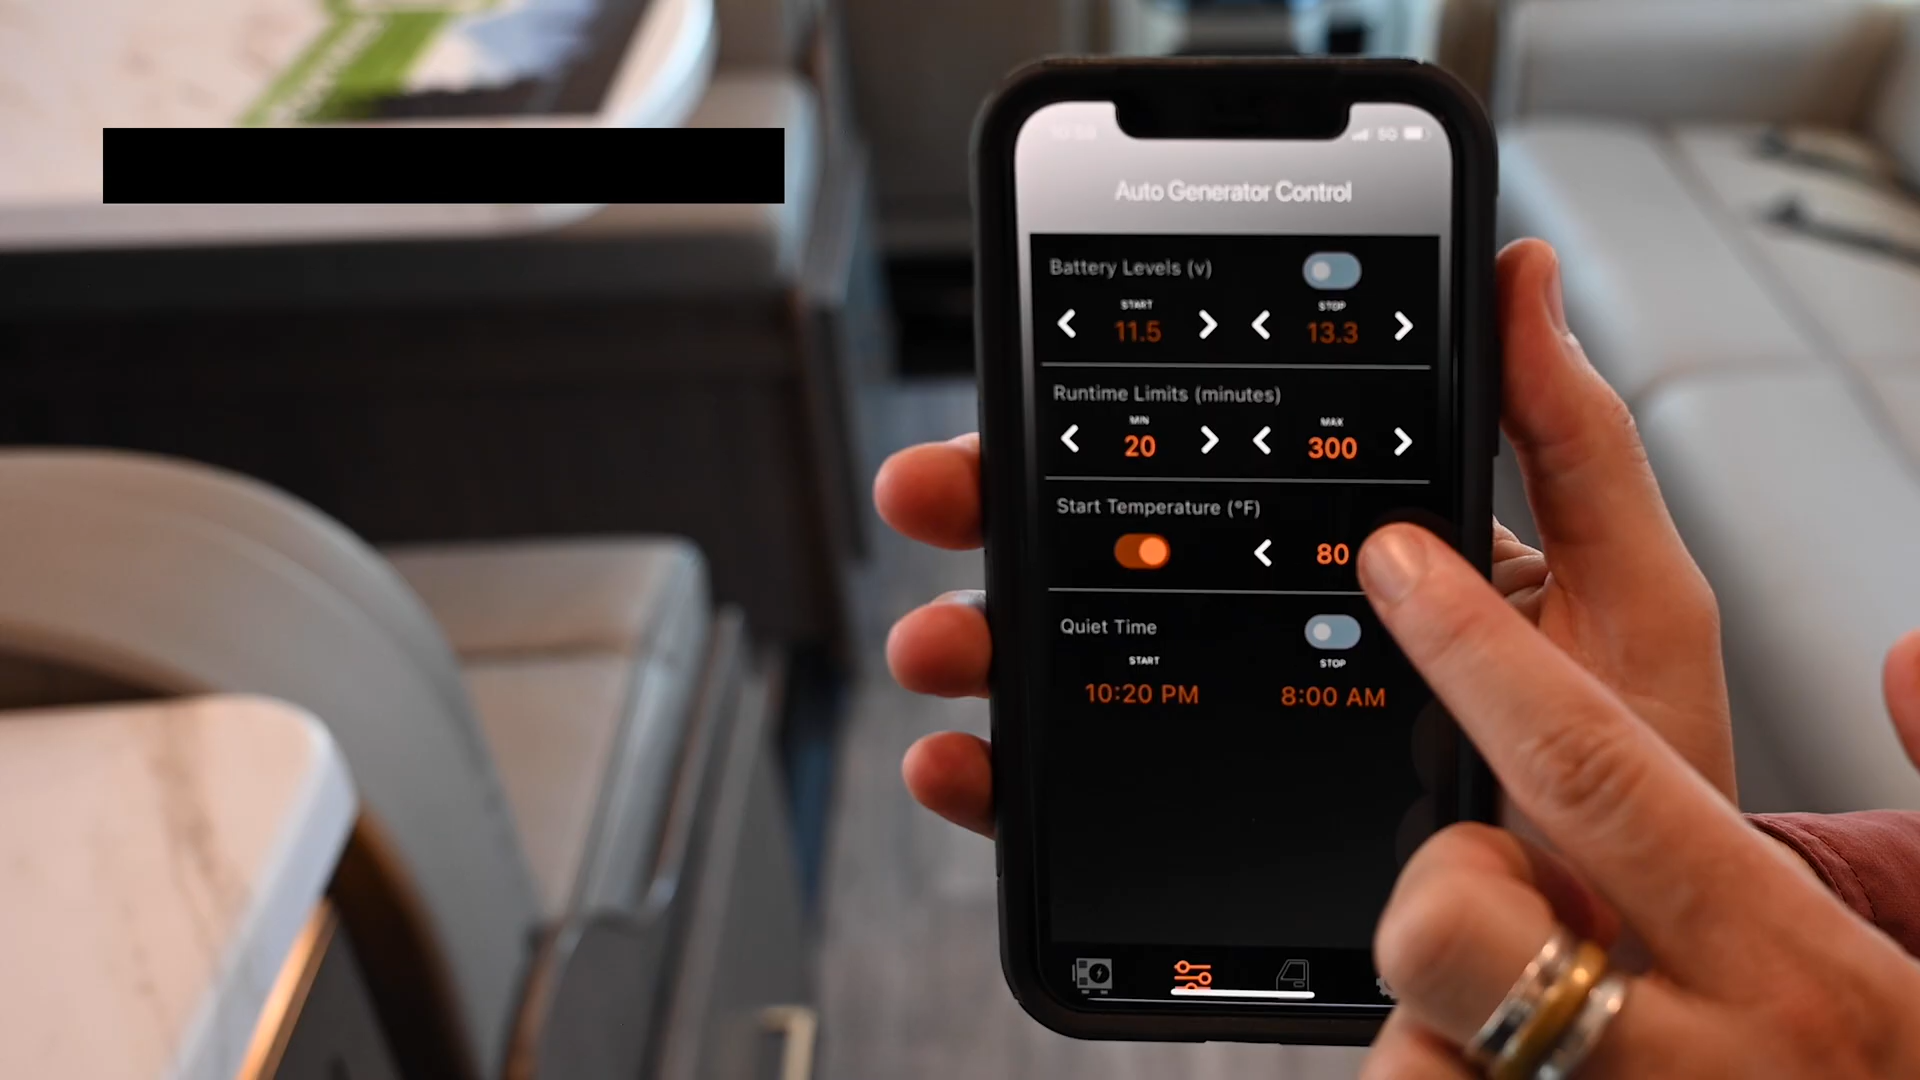 5G
Auto Generator Control
Battery Levels (v)
START
STOP
11.5
13.3
Runtime Limits (minutes)
MIN
MAX
20
300
Start Temperature (°F)
80
Quiet Time
START
STOP
10:20 PM
8:00 AM